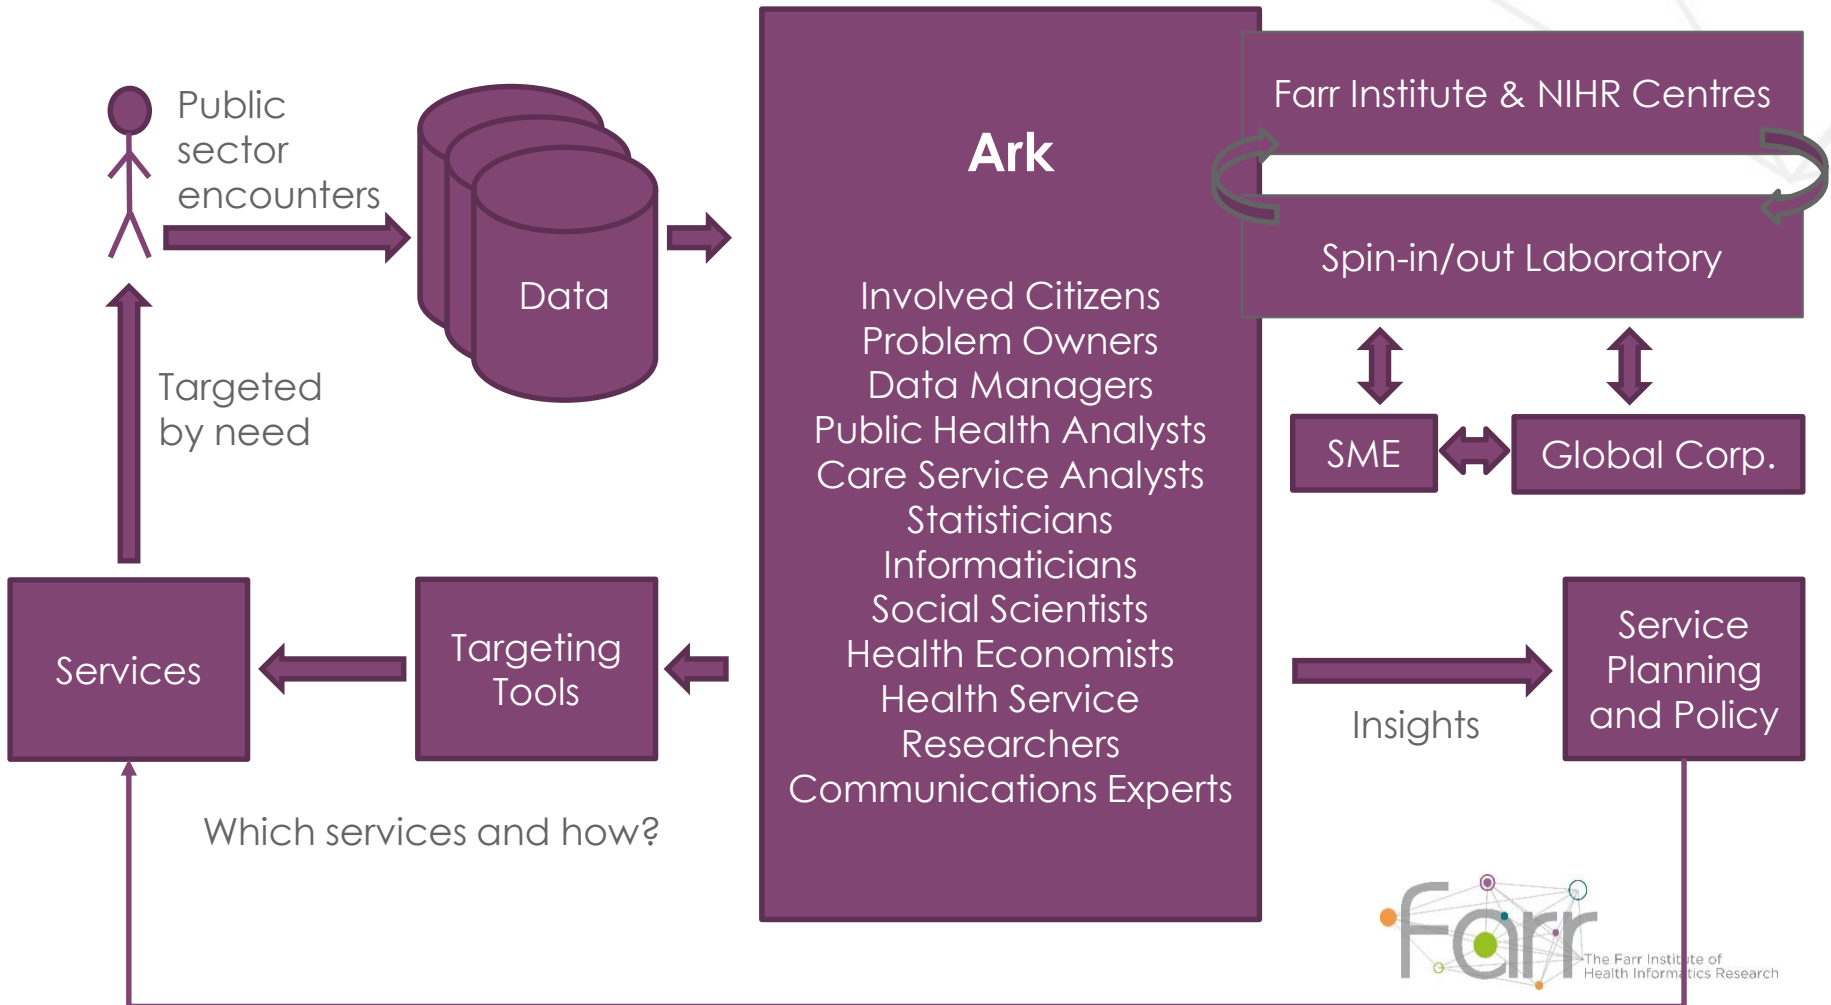 Public
sector
encounters
Data
Targeted
by need
Services
Targeting
Tools
Which services and how?
Ark
Involved Citizens
Problem Owners
Data Managers
Public Health Analysts
Care Service Analysts
Statisticians
Informaticians
Social Scientists
Health Economists
Health Service
Researchers
Communications Experts
Farr Institute & NIHR Centres
Spin-in/out Laboratory
SME
Global Corp.
Insights
Service
Planning
and Policy
Farr
The Farr Institute of
Health Informatics Research